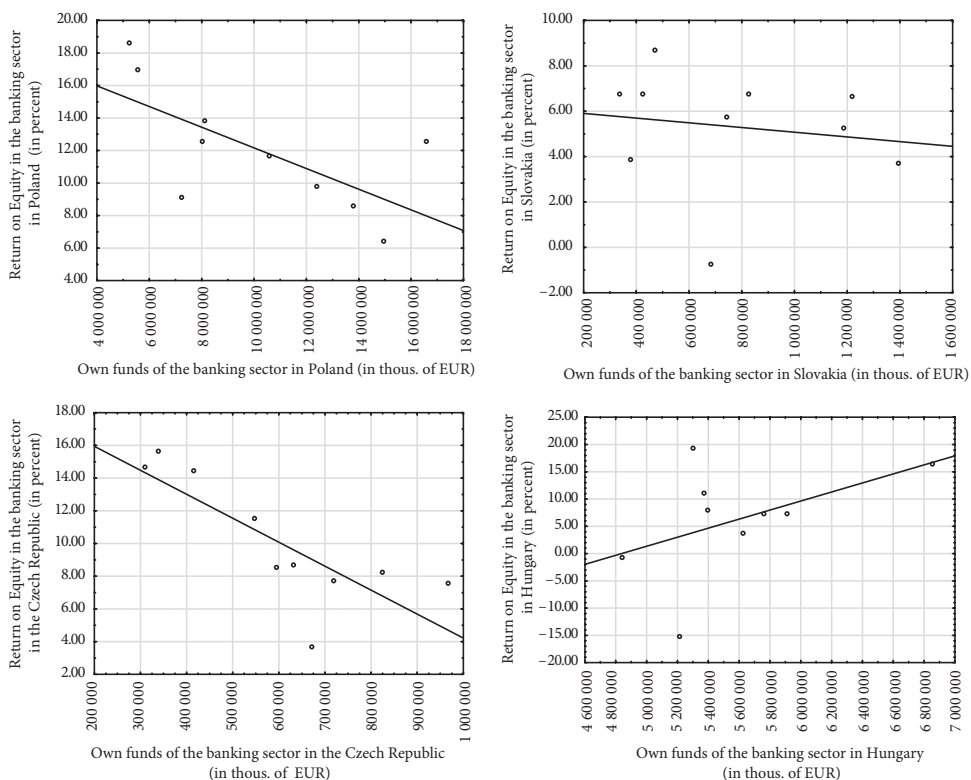 Return on Equity in the banking sector
in Poland (in percent)
20.00
18.00
16.00
14.00
12.00
10.00
8.00
6.00
4.00
4 000 000
6 000 000
8 000 000
10 000 000
12 000 000
14 000 000
16 000 000
18 000 000
Own funds of the banking sector in Poland (in thous. of EUR)
Return on Equity in the banking sector
in Slovakia (in percent)
10.00
8.00
6.00
4.00
2.00
0.00
−2.00
200 000
400 000
600 000
800 000
1 000 000
1 200 000
1 400 000
1 600 000
Own funds of the banking sector in Slovakia (in thous. of EUR)
Return on Equity in the banking sector
in the Czech Republic (in percent)
18.00
16.00
14.00
12.00
10.00
8.00
6.00
4.00
2.00
200 000
300 000
400 000
500 000
600 000
700 000
800 000
900 000
1 000 000
Own funds of the banking sector in the Czech Republic
(in thous. of EUR)
Return on Equity in the banking sector
in Hungary (in percent)
25.00
20.00
15.00
10.00
5.00
0.00
−5.00
−10.00
−15.00
−20.00
4 600 000
4 800 000
5 000 000
5 200 000
5 400 000
5 600 000
5 800 000
6 000 000
6 200 000
6 400 000
6 600 000
6 800 000
7 000 000
Own funds of the banking sector in Hungary
(in thous. of EUR)